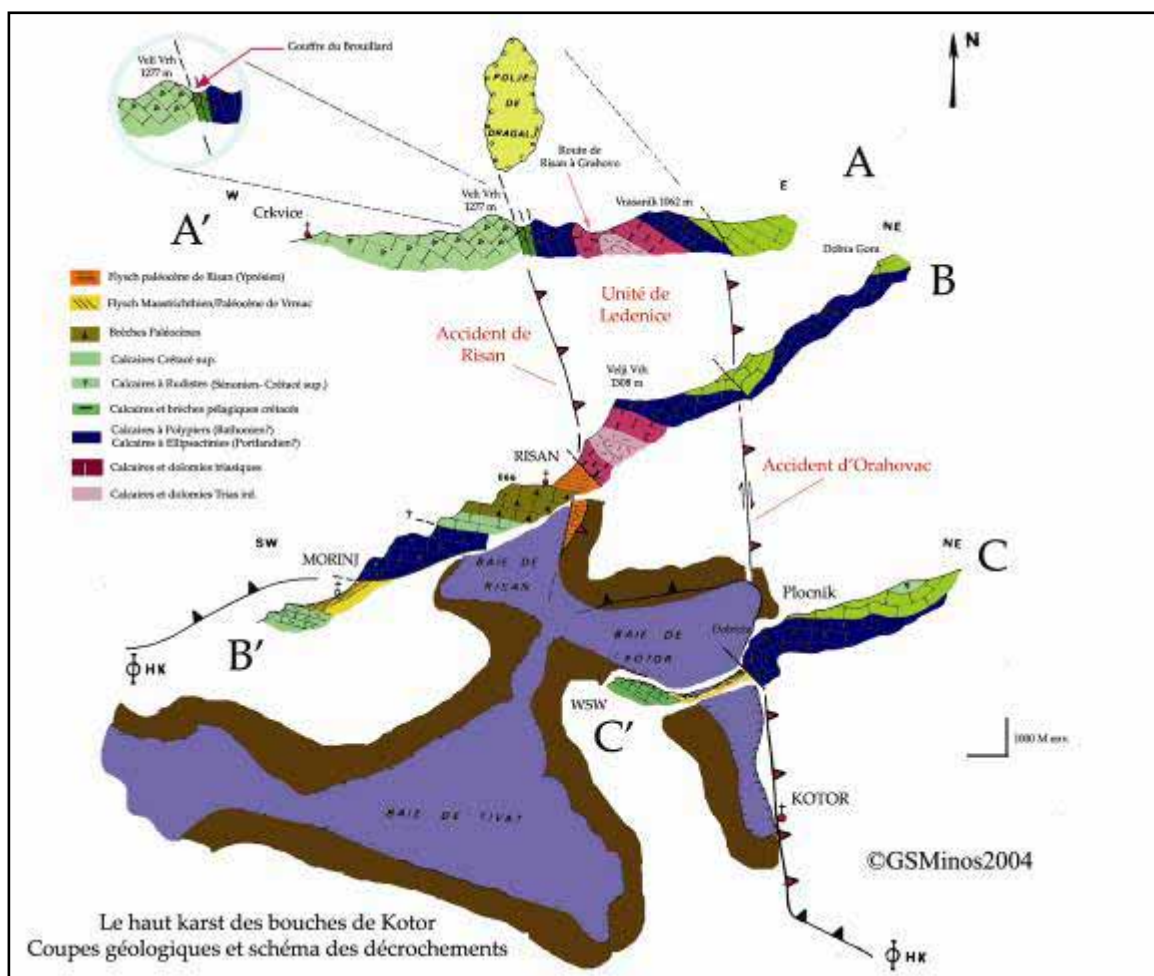 Gouffre du Brouillard
Veli Vrh
1277 m
N
POLJE
DE
DRAGALJ
Route de
Risan à Grahovo
A
W
E
Veli Vrh
1277 m
Vrasanik 1062 m
Crkvice
A'
NE
Dobra Gora
B
Flysch paléocène de Risan (Yprésien)
Flysch Maastrichthien/Paléocène de Vrmac
Brèches Paléocènes
Calcaires Crétacé sup.
Calcaires à Rudistes (Sénonien- Crétacé sup.)
Calcaires et brèches pélagiques crétacés
Calcaires à Polypiers (Bathonien?)
Calcaires à Ellipsactinies (Portlandien?)
Calcaires et dolomies triasiques
Calcaires et dolomies Trias inf.
Unité de
Ledenice
Accident de
Risan
Velji Vrh
1308 m
RISAN
Accident d'Orahovac
?
SW
MORINJ
NE
C
BAIE DE
RISAN
Plocnik
BAIE DE
KOTOR
B'
HK
WSW
C'
1000 M env.
BAIE DE TIVAT
KOTOR
©GSMinos2004
Le haut karst des bouches de Kotor
Coupes géologiques et schéma des décrochements
HK